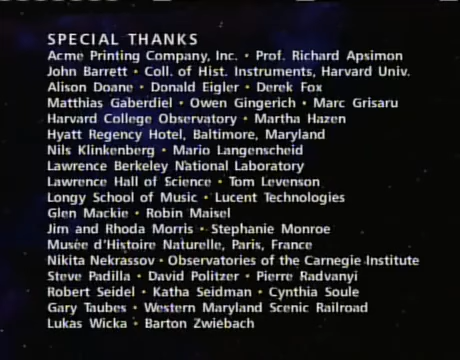 SPECIAL THANKS
Acme Printing Company, Inc. • Prof. Richard Apsimon
John Barrett • Coll. of Hist. Instruments, Harvard Univ.
Alison Doane • Donald Eigler • Derek Fox
Matthias Gaberdiel • Owen Gingerich • Marc Grisaru
Harvard College Observatory • Martha Hazen
Hyatt Regency Hotel, Baltimore, Maryland
Nils Klinkenberg • Mario Langenscheid
Lawrence Berkeley National Laboratory
Lawrence Hall of Science • Tom Levenson
Longy School of Music • Lucent Technologies
Glen Mackie • Robin Maisel
Jim and Rhoda Morris • Stephanie Monroe
Musée d'Histoire Naturelle, Paris, France
Nikita Nekrassov • Observatories of the Carnegie Institute
Steve Padilla • David Politzer • Pierre Radvanyi
Robert Seidel • Katha Seidman • Cynthia Soule
Gary Taubes • Western Maryland Scenic Railroad
Lukas Wicka • Barton Zwiebach